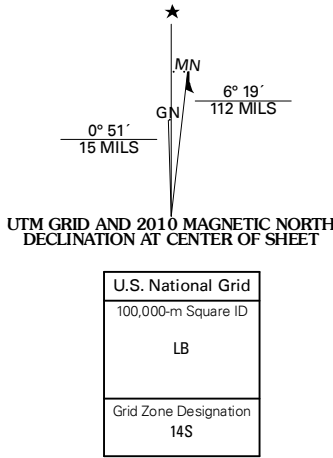 ★
MN
GN
6° 19´
112 MILS
0° 51´
15 MILS
UTM GRID AND 2010 MAGNETIC NORTH
DECLINATION AT CENTER OF SHEET
U.S. National Grid
100,000-m Square ID
LB
Grid Zone Designation
14S